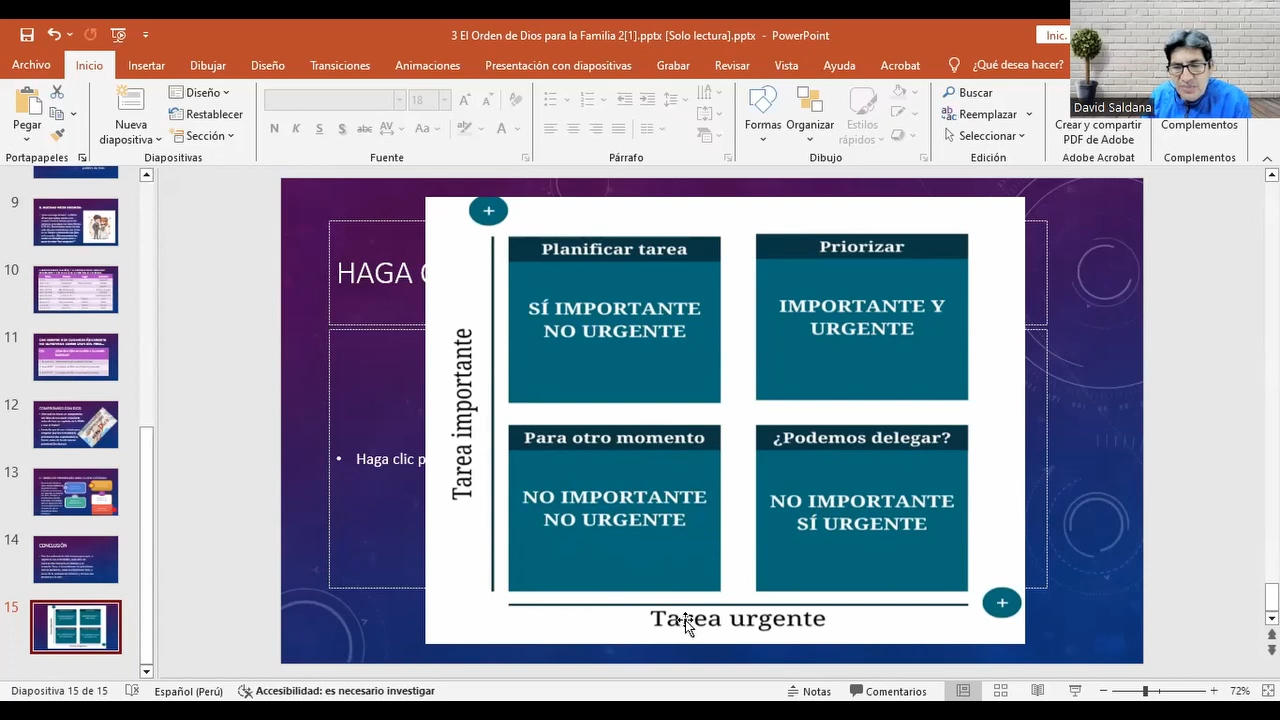 3 El Orden de Dios para la Familia 2[1].pptx [Solo lectura].pptx - PowerPoint
Inic.
Archivo Inicio Insertar Dibujar Diseño Transiciones Animaciones Presentación con diapositivas Grabar Revisar Vista Ayuda Acrobat ¿Qué desea hacer?
David Saldana
Pegar
Nueva diapositiva
Diseño
Restablecer
Sección
18
N K S S abc AV Aa
Formas
Organizar
Estilos rápidos
Buscar
Reemplazar
Seleccionar
Crear y compartir PDF de Adobe
Complementos
Portapapeles Diapositivas Fuente Párrafo Dibujo Edición Adobe Acrobat Complementos
9
10
11
12
13
14
CONCLUSIÓN
15
HAGA C
Haga clic p
Tarea importante
Planificar tarea
SÍ IMPORTANTE
NO URGENTE
Priorizar
IMPORTANTE Y
URGENTE
Para otro momento
NO IMPORTANTE
NO URGENTE
¿Podemos delegar?
NO IMPORTANTE
SÍ URGENTE
Tarea urgente
Diapositiva 15 de 15 Español (Perú) Accesibilidad: es necesario investigar Notas Comentarios 72%